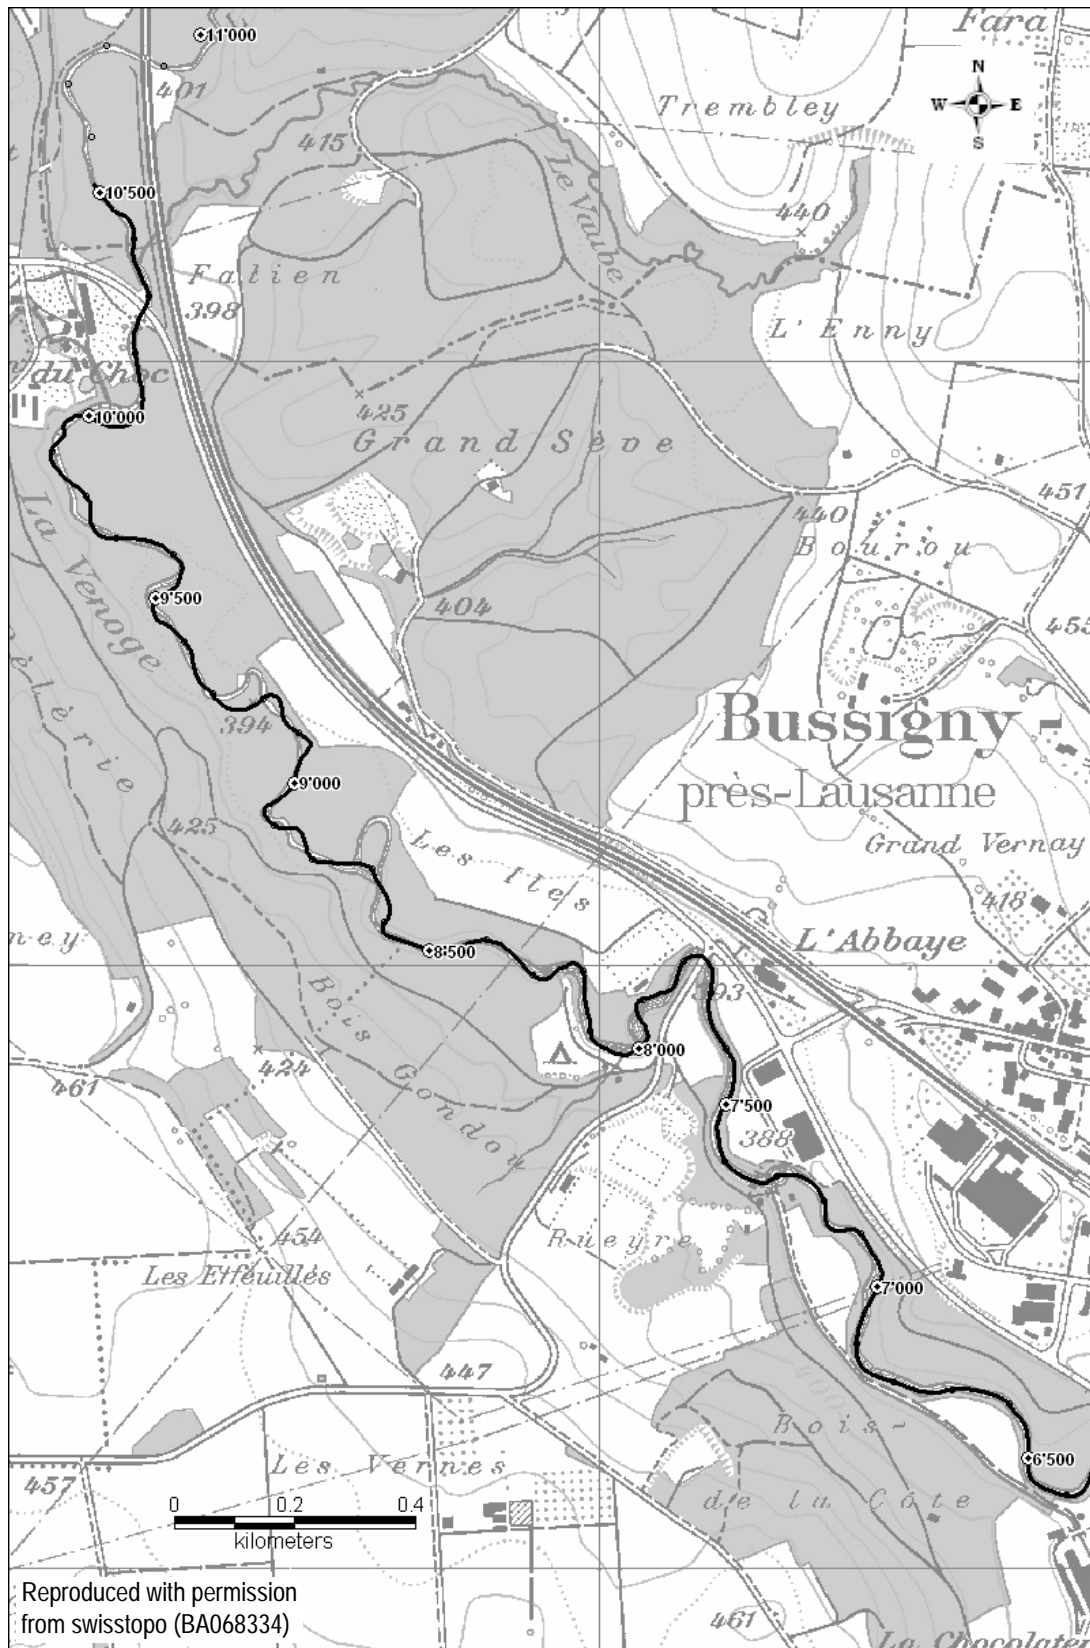 11'000
Fara
N
W E
S
401
Trembley
415
Le Vaube
10'500
440
Falien
398
L'Enny
du Choc
10'000
425
Grand Sève
451
440
Bourou
La Venoge
9'500
404
455
394
Bussigny-
près-Lausanne
9'000
425
Les Iles
Grand Vernay
418
L'Abbaye
8'500
393
Bois
8'000
424
461
Gondou
7'500
388
454
Rueyre
Les Effeuillés
7'000
400
447
Bois-
6'500
457
Les Vernes
de la Côte
0 0.2 0.4
kilometers
Reproduced with permission
from swisstopo (BA068334)
461